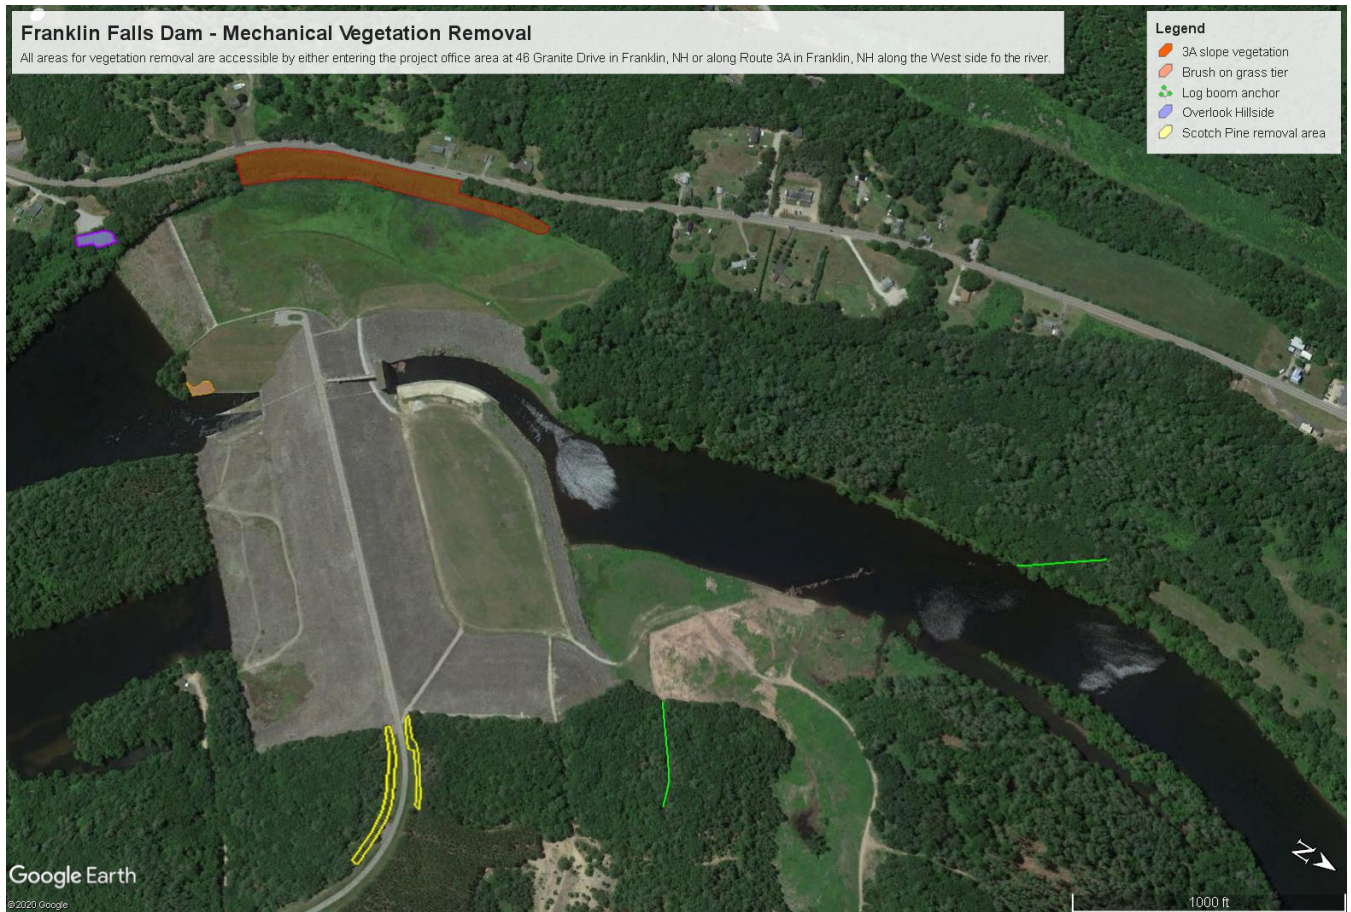 Franklin Falls Dam - Mechanical Vegetation Removal
All areas for vegetation removal are accessible by either entering the project office area at 46 Granite Drive in Franklin, NH or along Route 3A in Franklin, NH along the West side fo the river.
Legend
3A slope vegetation
Brush on grass tier
Log boom anchor
Overlook Hillside
Scotch Pine removal area
Google Earth
©2020 Google
N
1000 ft